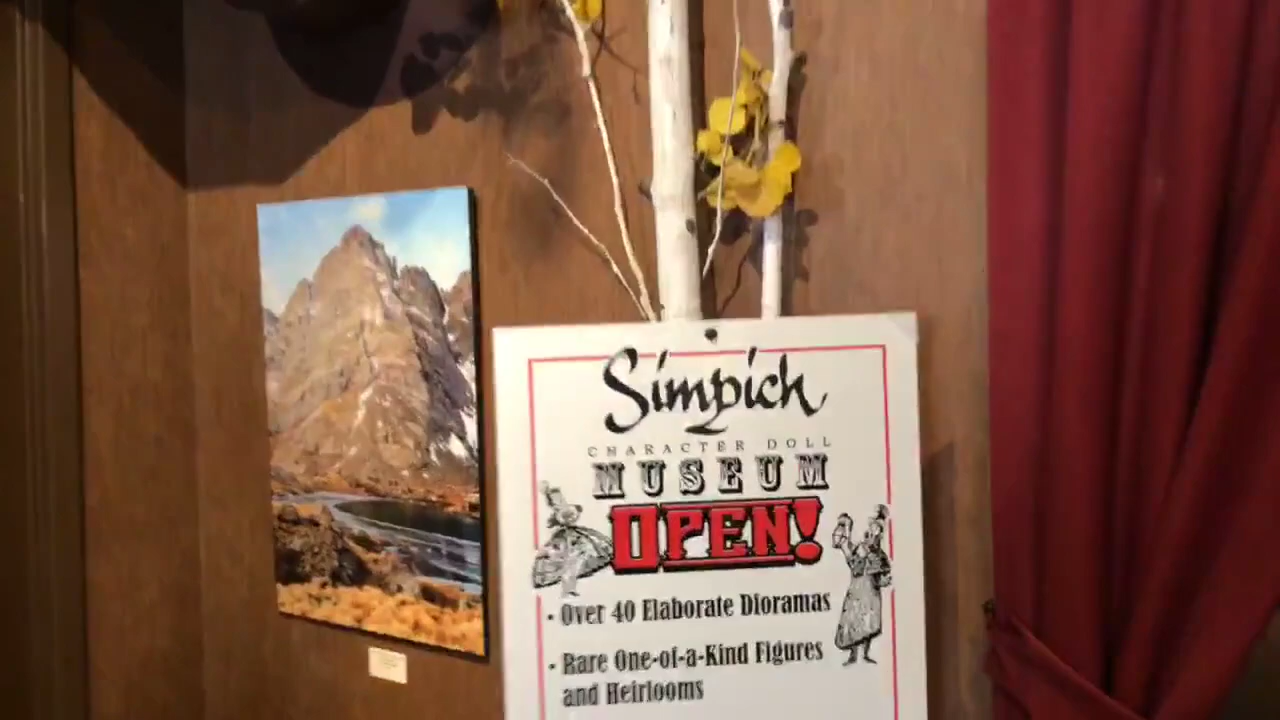 Simpich
CHARACTER DOLL
MUSEUM
OPEN!
• Over 40 Elaborate Dioramas
• Rare One-of-a-Kind Figures
and Heirlooms